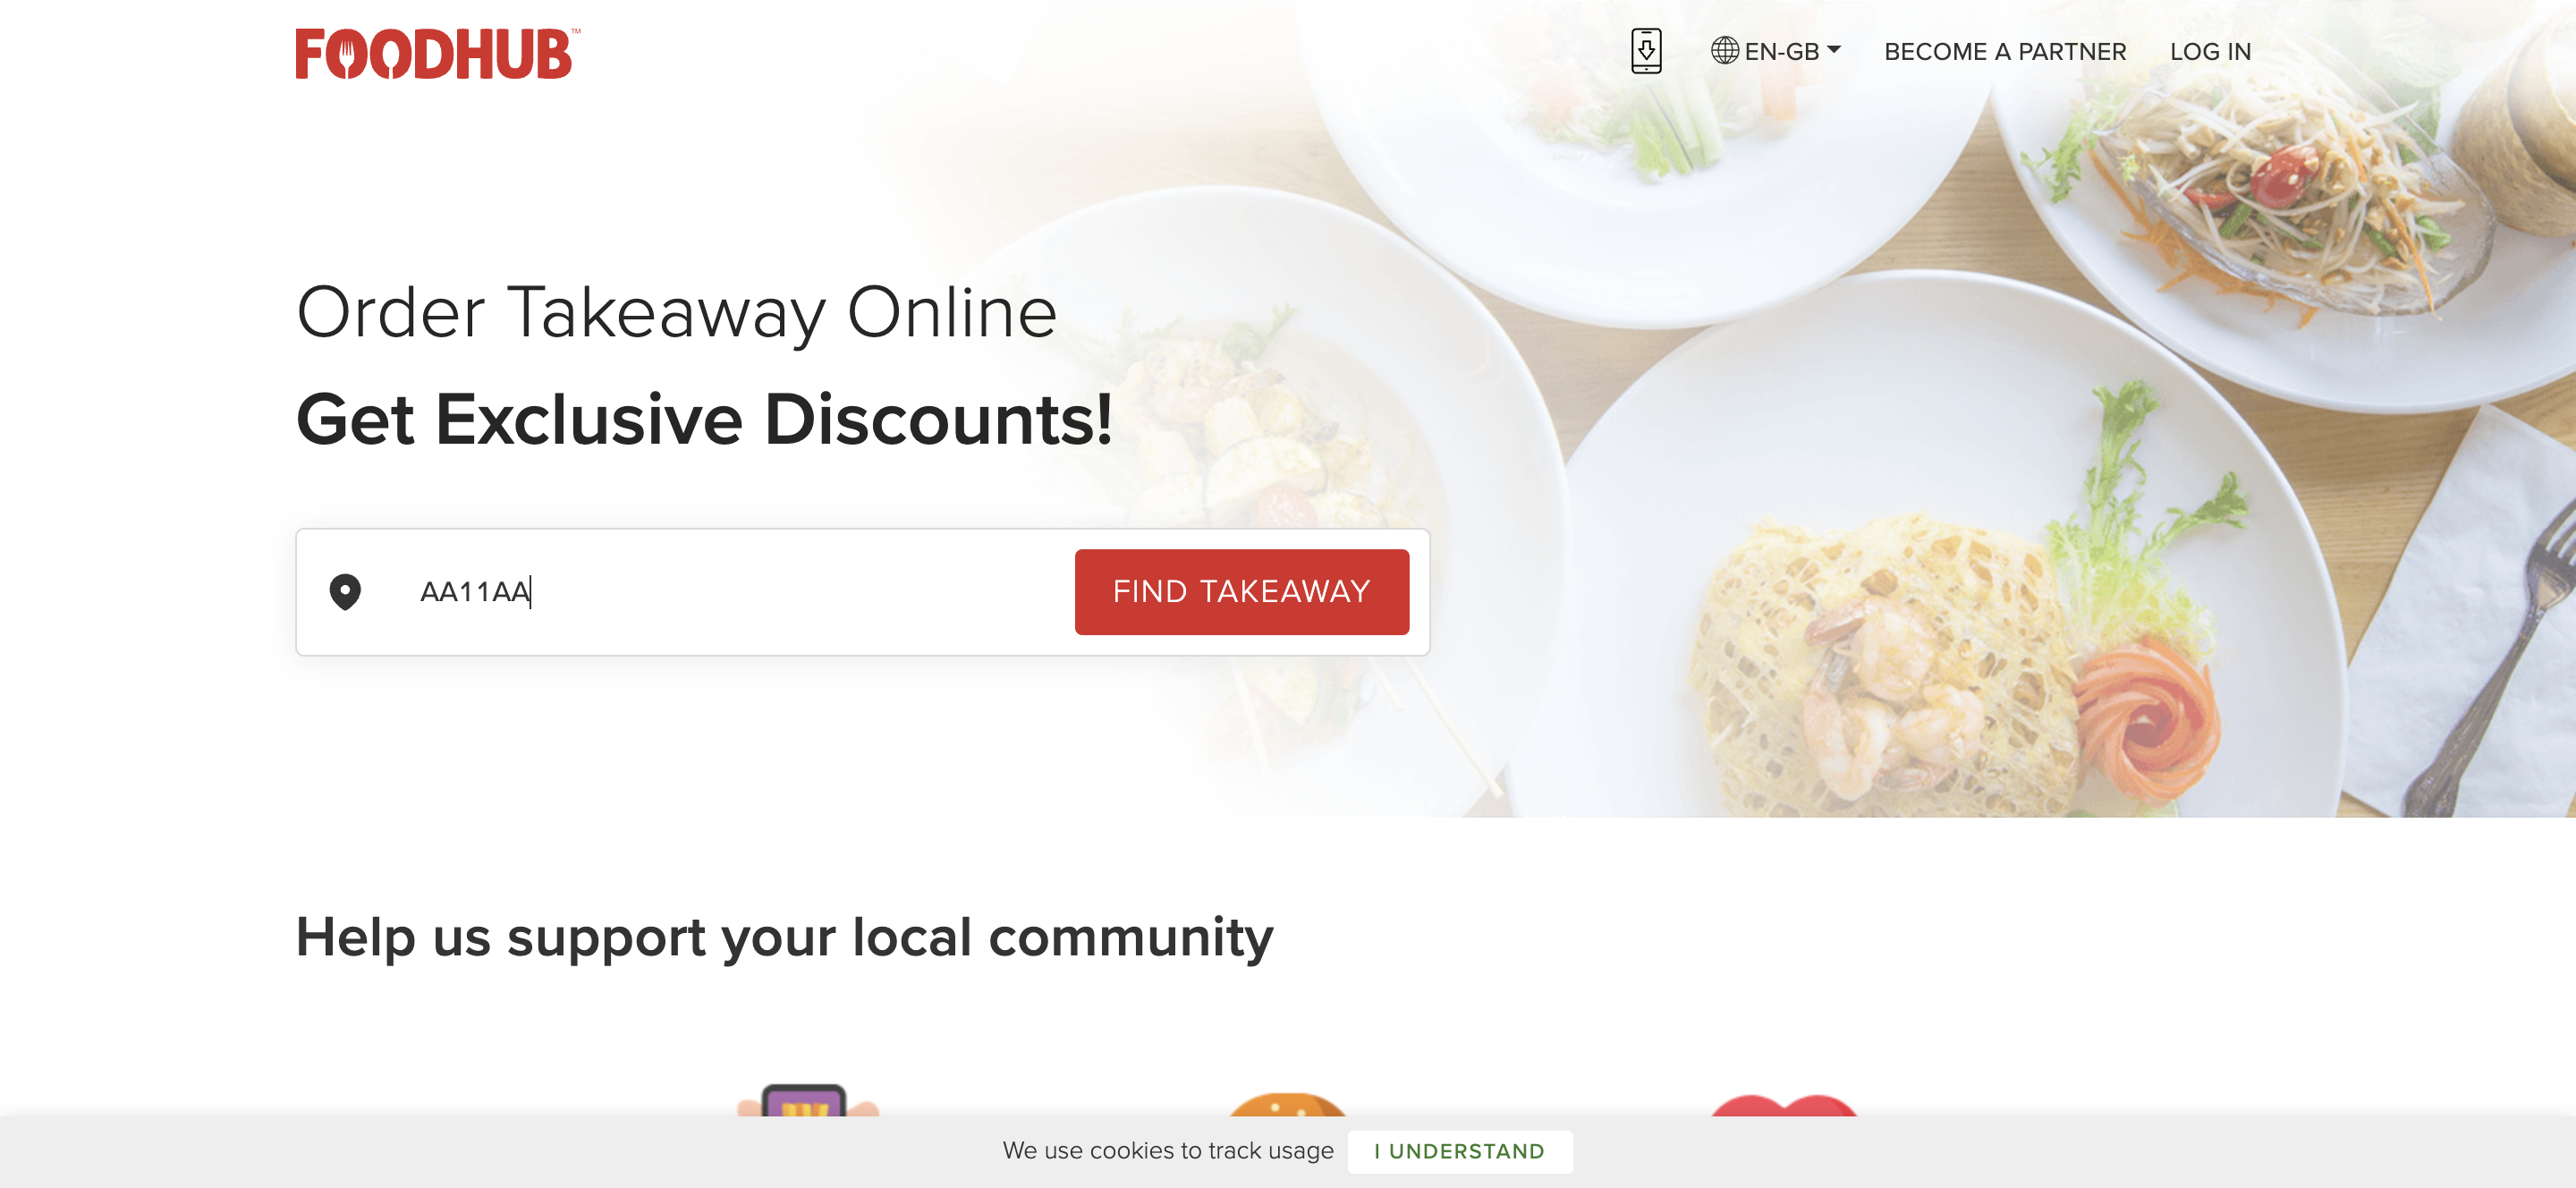 FOODHUB™
EN-GB
BECOME A PARTNER
LOG IN
Order Takeaway Online
Get Exclusive Discounts!
AA11AA
FIND TAKEAWAY
Help us support your local community
We use cookies to track usage
I UNDERSTAND